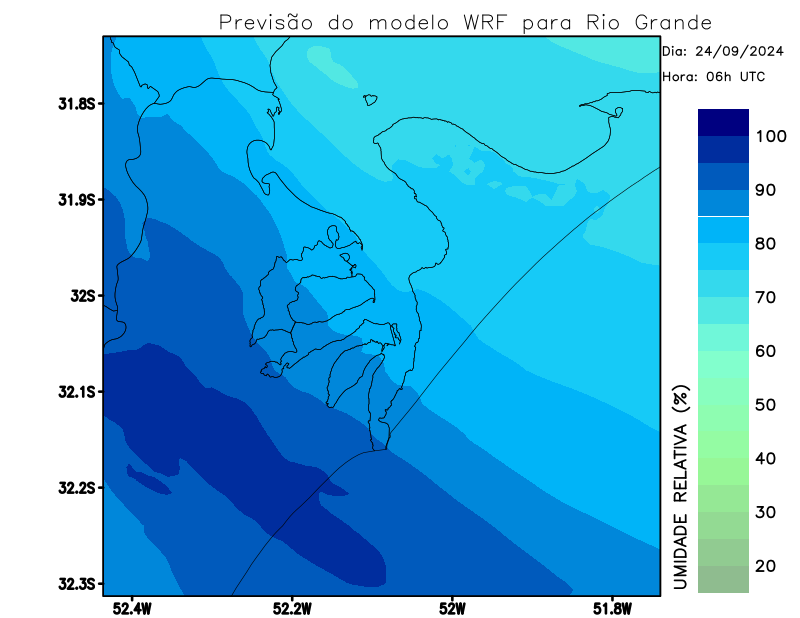 Previsão do modelo WRF para Rio Grande
Dia: 24/09/2024
Hora: 06h UTC
31.8S
31.9S
32S
32.1S
32.2S
32.3S
52.4W
52.2W
52W
51.8W
100
90
80
70
60
50
40
30
20
UMIDADE RELATIVA (%)